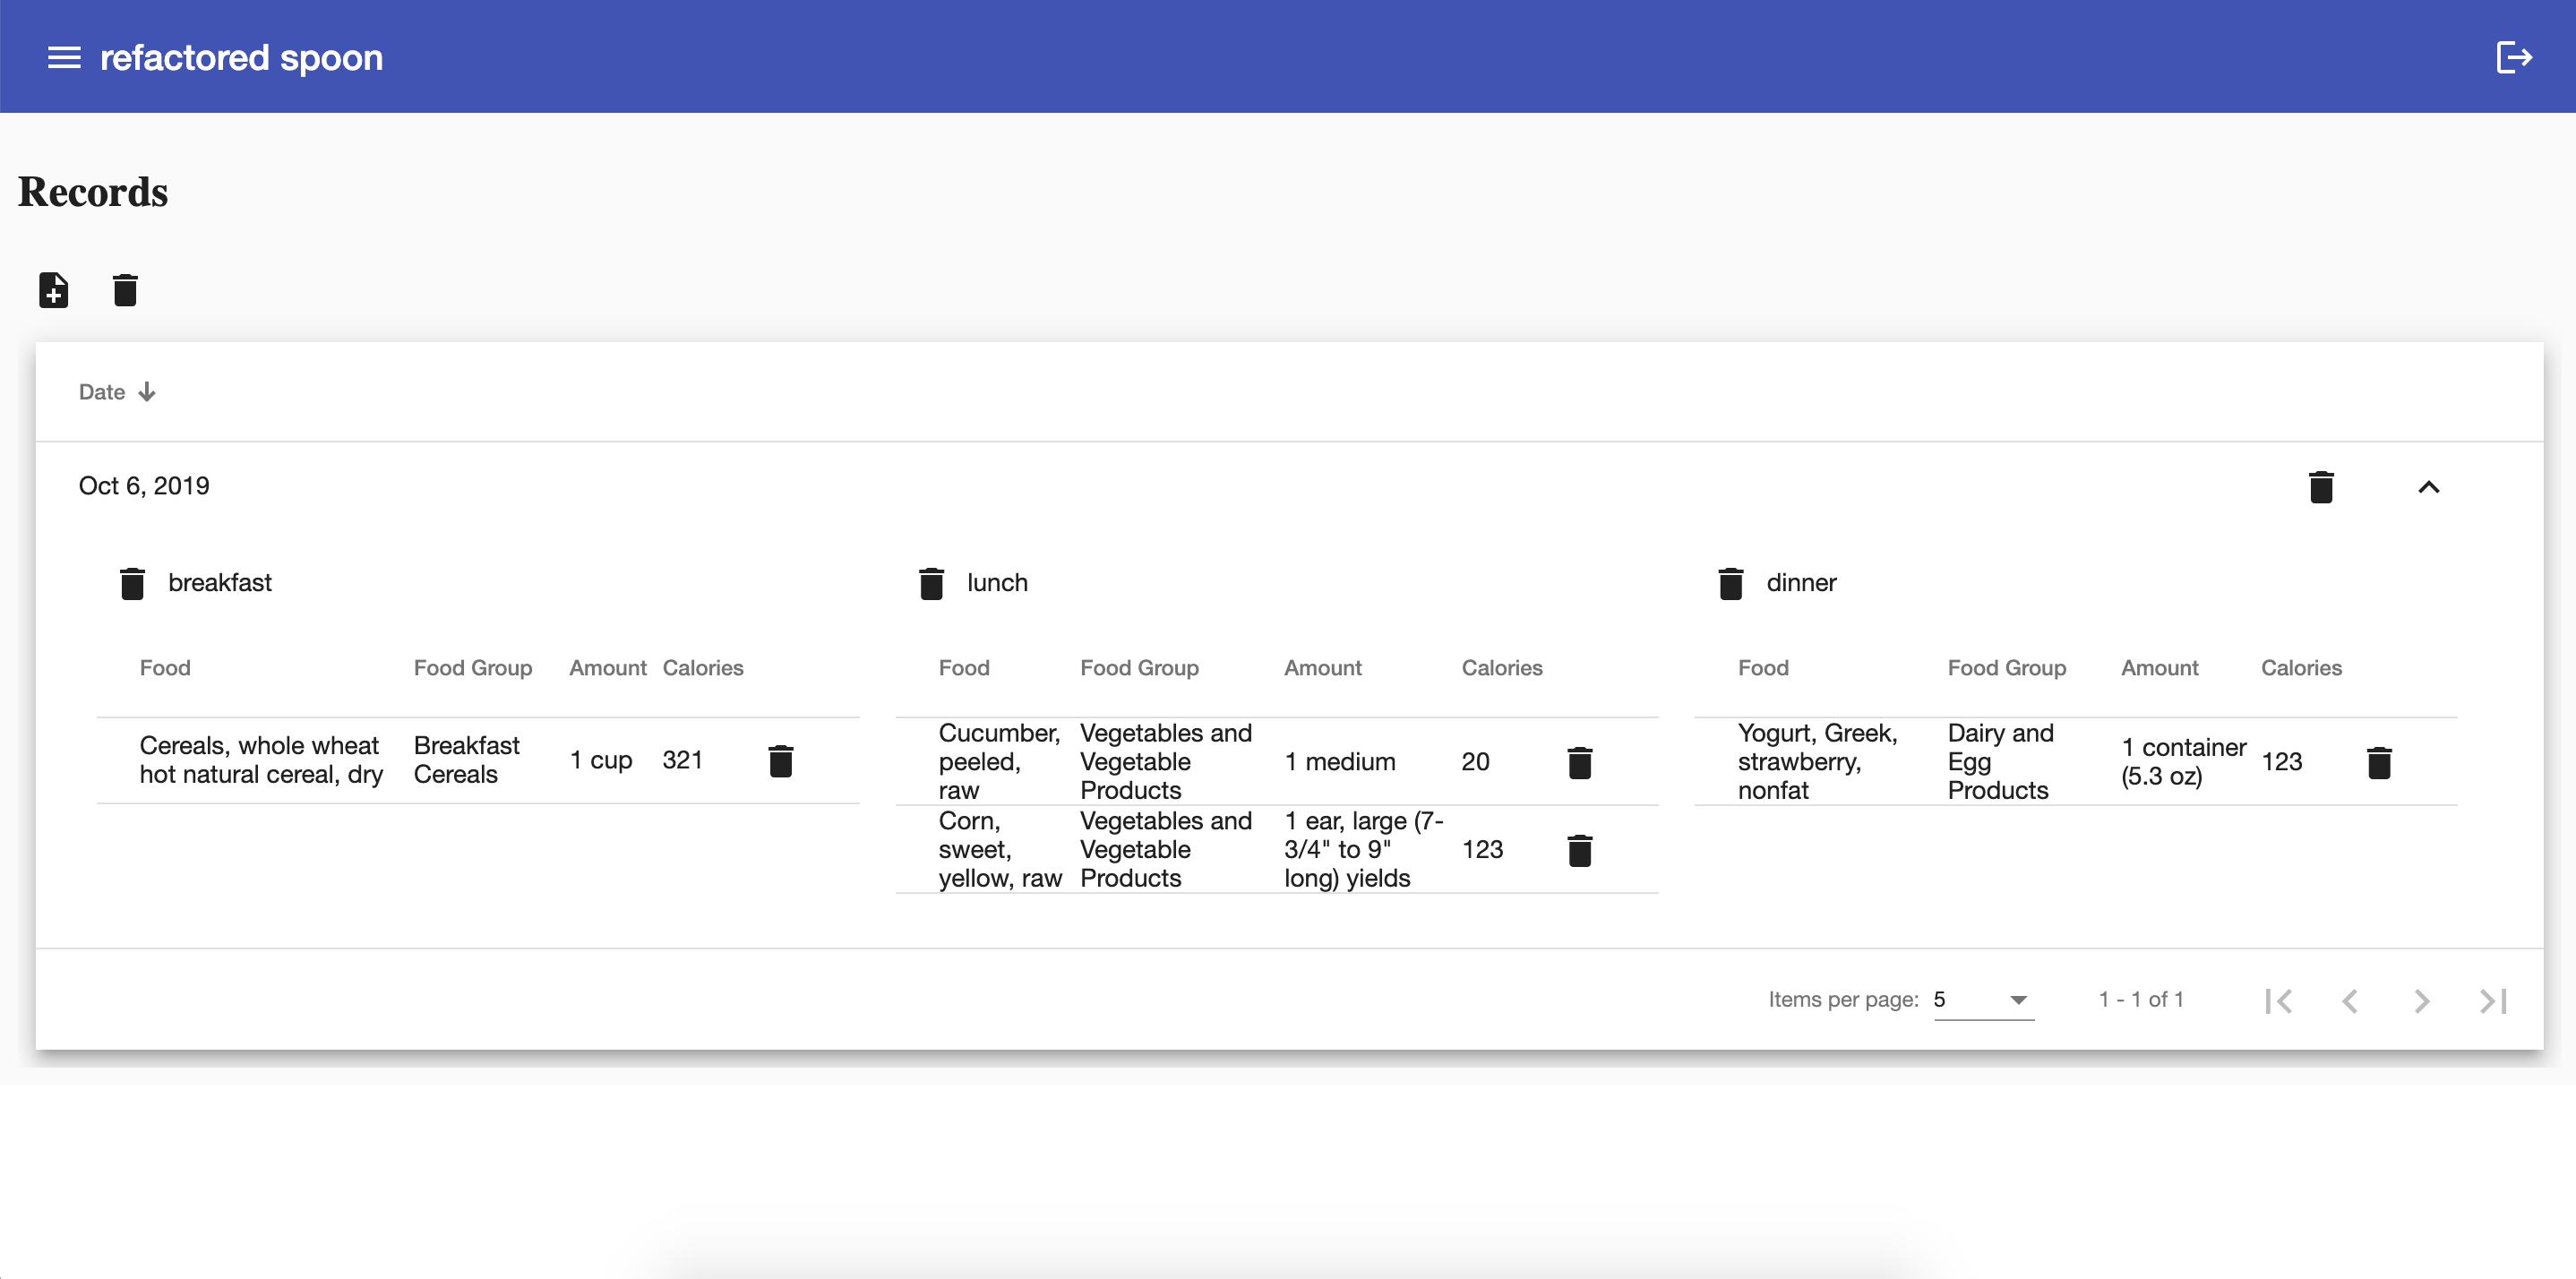 refactored spoon
Records
Date
Oct 6, 2019
breakfast
Food Food Group Amount Calories
Cereals, whole wheat
hot natural cereal, dry
Breakfast
Cereals
1 cup
321
lunch
Food Food Group Amount Calories
Cucumber,
peeled,
raw
Vegetables and
Vegetable
Products
1 medium
20
Corn,
sweet,
yellow, raw
Vegetables and
Vegetable
Products
1 ear, large (7-
3/4" to 9"
long) yields
123
dinner
Food Food Group Amount Calories
Yogurt, Greek,
strawberry,
nonfat
Dairy and
Egg
Products
1 container
(5.3 oz)
123
Items per page: 5 1 - 1 of 1